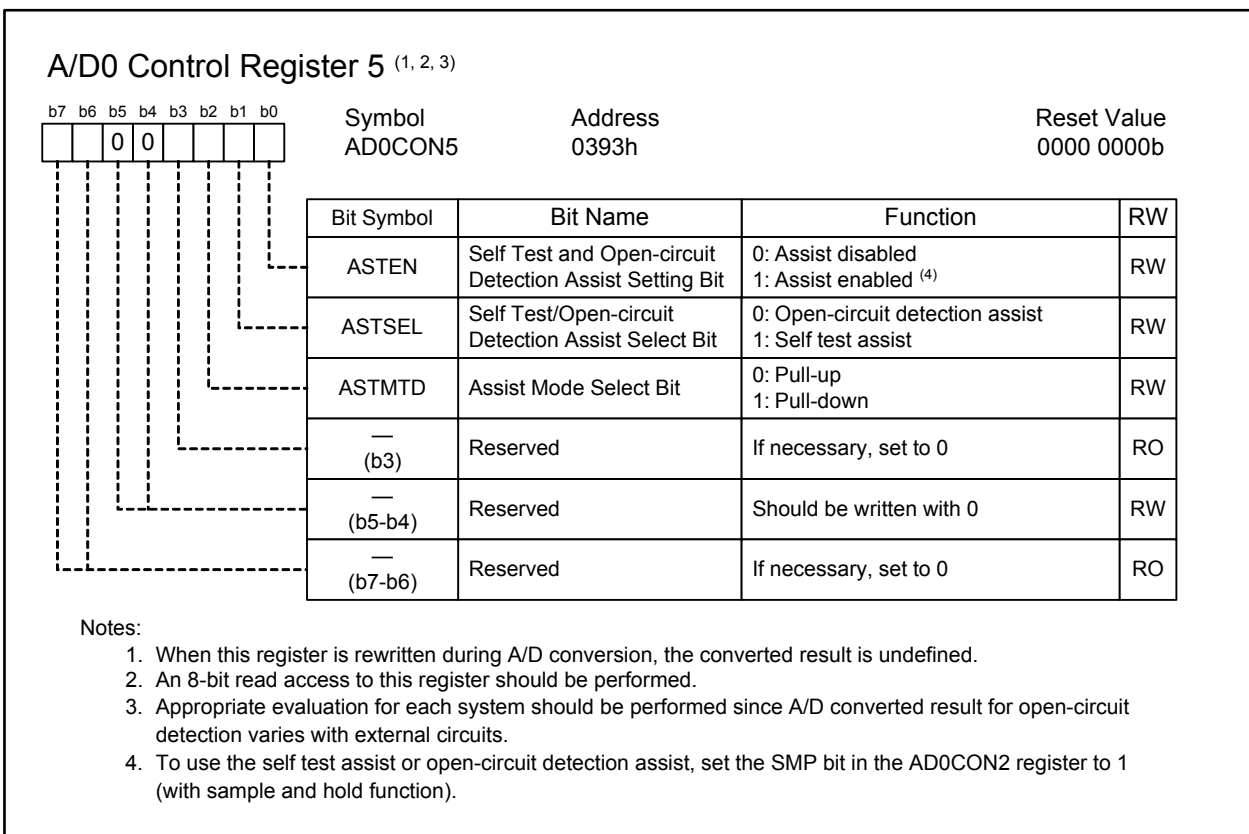 A/D0 Control Register 5 (1, 2, 3)
b7 b6 b5 b4 b3 b2 b1 b0
0 0
Symbol Address Reset Value
AD0CON5 0393h 0000 0000b
Bit Symbol Bit Name Function RW
ASTEN Self Test and Open-circuit Detection Assist Setting Bit 0: Assist disabled 1: Assist enabled (4) RW
ASTSEL Self Test/Open-circuit Detection Assist Select Bit 0: Open-circuit detection assist 1: Self test assist RW
ASTMTD Assist Mode Select Bit 0: Pull-up 1: Pull-down RW
— (b3) Reserved If necessary, set to 0 RO
— (b5-b4) Reserved Should be written with 0 RW
— (b7-b6) Reserved If necessary, set to 0 RO
Notes:
1. When this register is rewritten during A/D conversion, the converted result is undefined.
2. An 8-bit read access to this register should be performed.
3. Appropriate evaluation for each system should be performed since A/D converted result for open-circuit
detection varies with external circuits.
4. To use the self test assist or open-circuit detection assist, set the SMP bit in the AD0CON2 register to 1
(with sample and hold function).